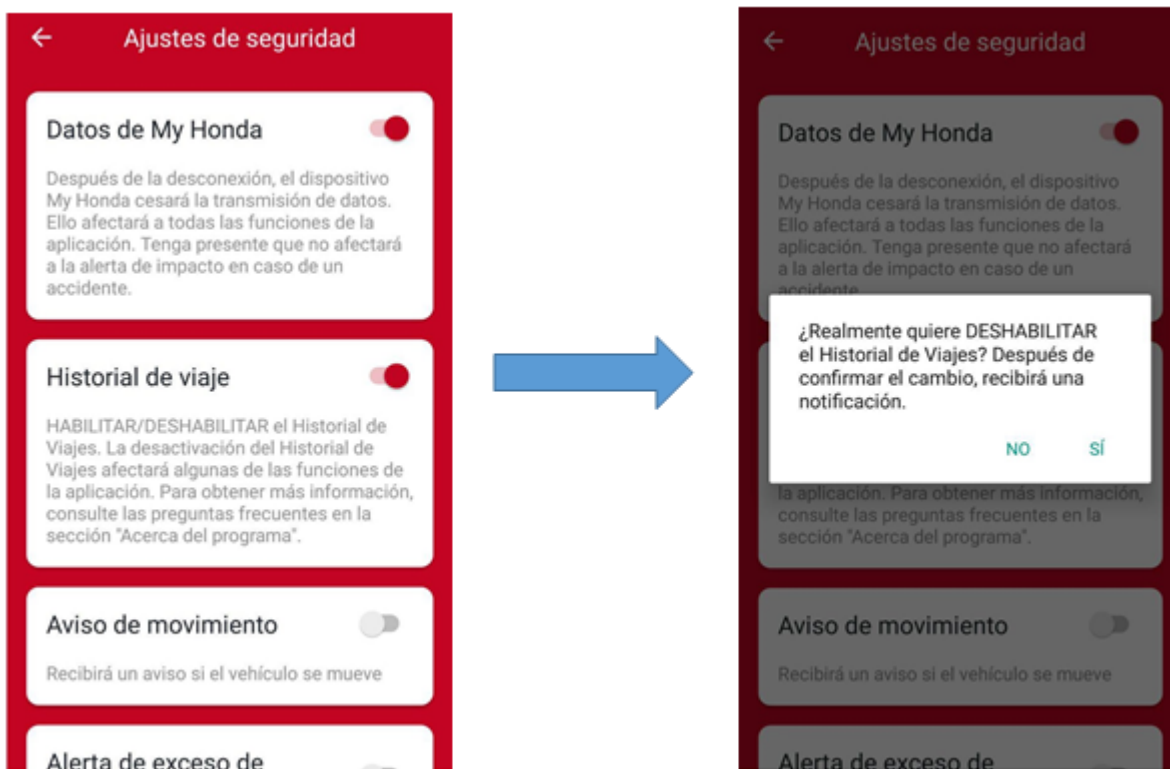 Ajustes de seguridad
Datos de My Honda
Después de la desconexión, el dispositivo
My Honda cesará la transmisión de datos.
Ello afectará a todas las funciones de la
aplicación. Tenga presente que no afectará
a la alerta de impacto en caso de un
accidente.
Historial de viaje
HABILITAR/DESHABILITAR el Historial de
Viajes. La desactivación del Historial de
Viajes afectará algunas de las funciones de
la aplicación. Para obtener más información,
consulte las preguntas frecuentes en la
sección "Acerca del programa".
Aviso de movimiento
Recibirá un aviso si el vehículo se mueve
Alerta de exceso de
Ajustes de seguridad
Datos de My Honda
Después de la desconexión, el dispositivo
My Honda cesará la transmisión de datos.
Ello afectará a todas las funciones de la
aplicación. Tenga presente que no afectará
a la alerta de impacto en caso de un
accidente
¿Realmente quiere DESHABILITAR
el Historial de Viajes? Después de
confirmar el cambio, recibirá una
notificación.
NO SÍ
la aplicación. Para obtener más información,
consulte las preguntas frecuentes en la
sección "Acerca del programa".
Aviso de movimiento
Recibirá un aviso si el vehículo se mueve
Alerta de exceso de